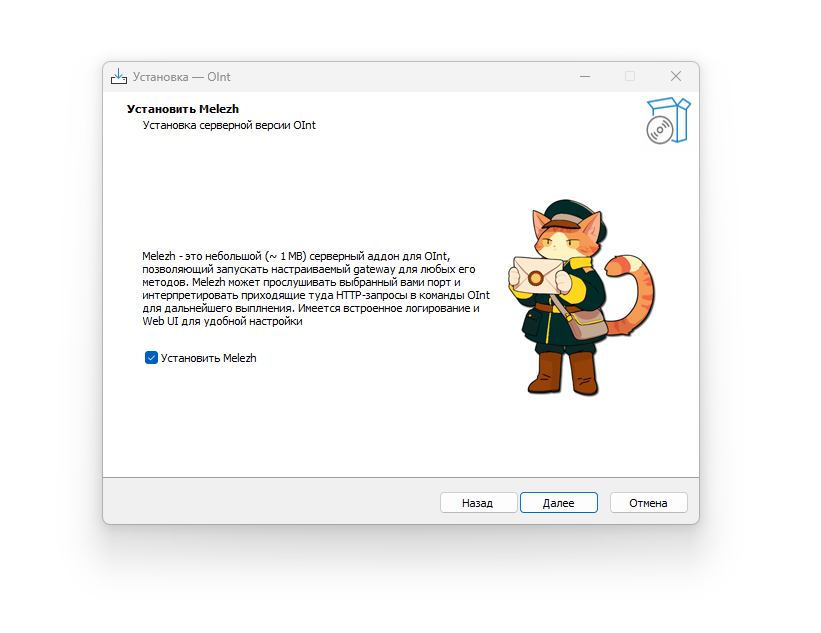 Установка — OInt
Установить Melezh
Установка серверной версии OInt
Melezh - это небольшой (~ 1 MB) серверный аддон для OInt,
позволяющий запускать настраиваемый gateway для любых его
методов. Melezh может прослушивать выбранный вами порт и
интерпретировать приходящие туда HTTP-запросы в команды OInt
для дальнейшего выплнения. Имеется встроенное логирование и
Web UI для удобной настройки
Установить Melezh
Назад
Далее
Отмена